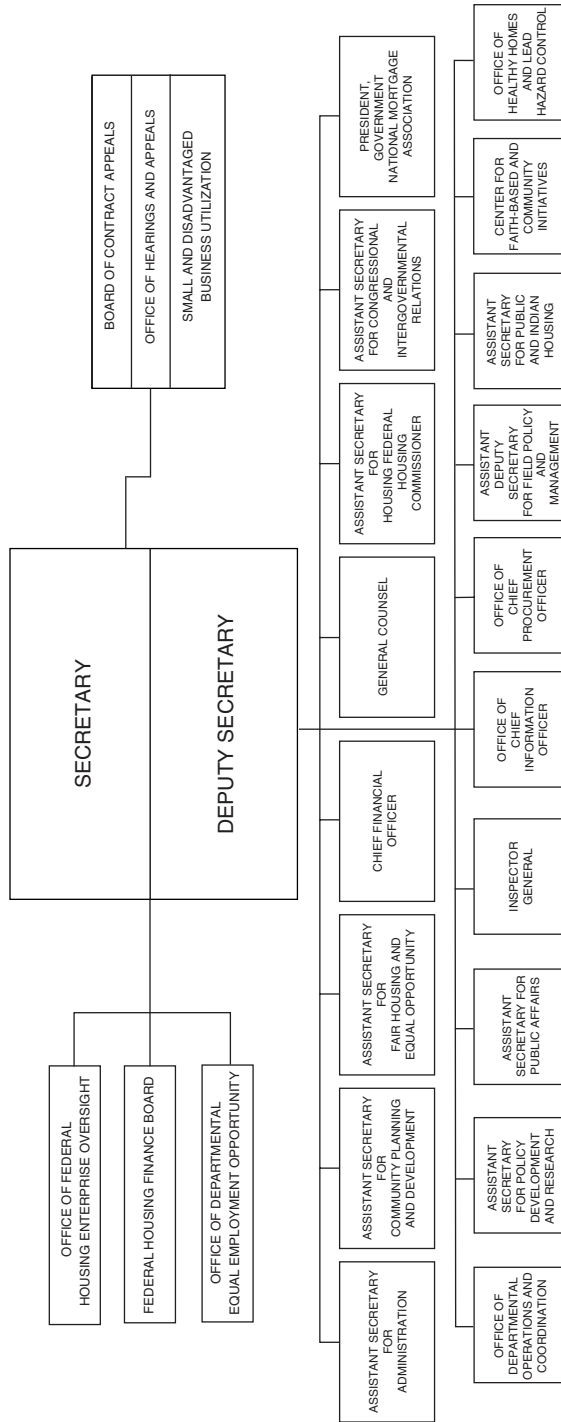 SECRETARY
DEPUTY SECRETARY
OFFICE OF FEDERAL
HOUSING ENTERPRISE OVERSIGHT
FEDERAL HOUSING FINANCE BOARD
OFFICE OF DEPARTMENTAL
EQUAL EMPLOYMENT OPPORTUNITY
BOARD OF CONTRACT APPEALS
OFFICE OF HEARINGS AND APPEALS
SMALL AND DISADVANTAGED
BUSINESS UTILIZATION
ASSISTANT SECRETARY
FOR
ADMINISTRATION
ASSISTANT SECRETARY
FOR
COMMUNITY PLANNING
AND DEVELOPMENT
ASSISTANT SECRETARY
FOR
FAIR HOUSING AND
EQUAL OPPORTUNITY
CHIEF FINANCIAL
OFFICER
GENERAL COUNSEL
ASSISTANT SECRETARY
FOR
HOUSING FEDERAL
HOUSING
COMMISSIONER
ASSISTANT SECRETARY
FOR CONGRESSIONAL
AND
INTERGOVERNMENTAL
RELATIONS
PRESIDENT,
GOVERNMENT
NATIONAL MORTGAGE
ASSOCIATION
OFFICE OF
DEPARTMENTAL
OPERATIONS AND
COORDINATION
ASSISTANT
SECRETARY
FOR POLICY
DEVELOPMENT
AND RESEARCH
ASSISTANT
SECRETARY FOR
PUBLIC AFFAIRS
INSPECTOR
GENERAL
OFFICE OF
CHIEF
INFORMATION
OFFICER
OFFICE OF
CHIEF
PROCUREMENT
OFFICER
ASSISTANT
DEPUTY
SECRETARY
FOR FIELD POLICY
AND
MANAGEMENT
ASSISTANT
SECRETARY
FOR PUBLIC
AND INDIAN
HOUSING
CENTER FOR
FAITH-BASED AND
COMMUNITY
INITIATIVES
OFFICE OF
HEALTHY HOMES
AND LEAD
HAZARD CONTROL